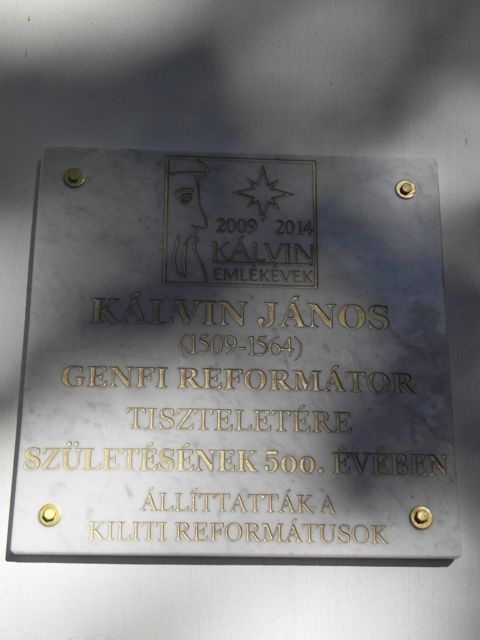 2009 2014
KÁLVIN
EMLÉKÉVEK
KÁLVIN JÁNOS
(1509-1564)
GENFI REFORMÁTOR
TISZTELETÉRE
SZÜLETÉSÉNEK 500. ÉVÉBEN
ÁLLÍTTATTÁK A
KILITI REFORMÁTUSOK